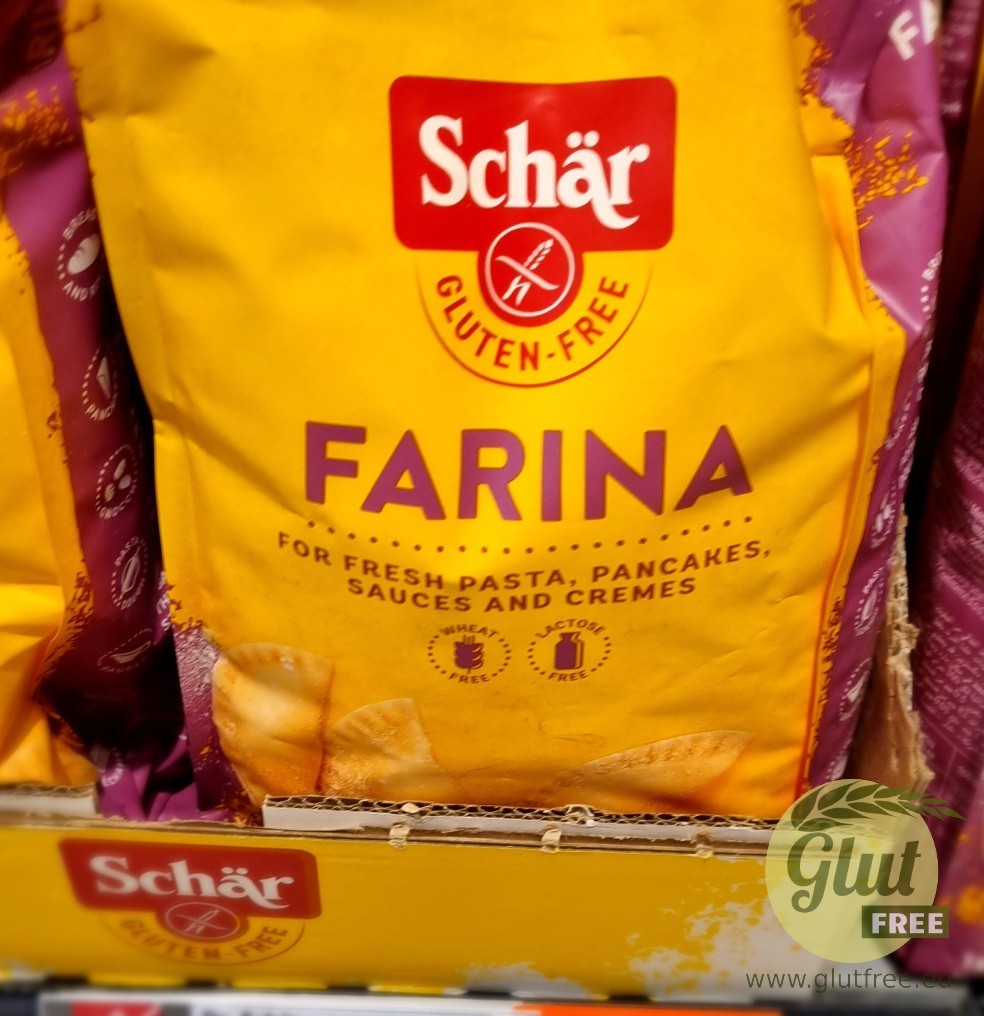 Schär
GLUTEN-FREE
FARINA
FOR FRESH PASTA, PANCAKES,
SAUCES AND CREMES
WHEAT
FREE
LACTOSE
FREE
Schär
GLUTEN-FREE
Glut
FREE
www.glutfree.eu